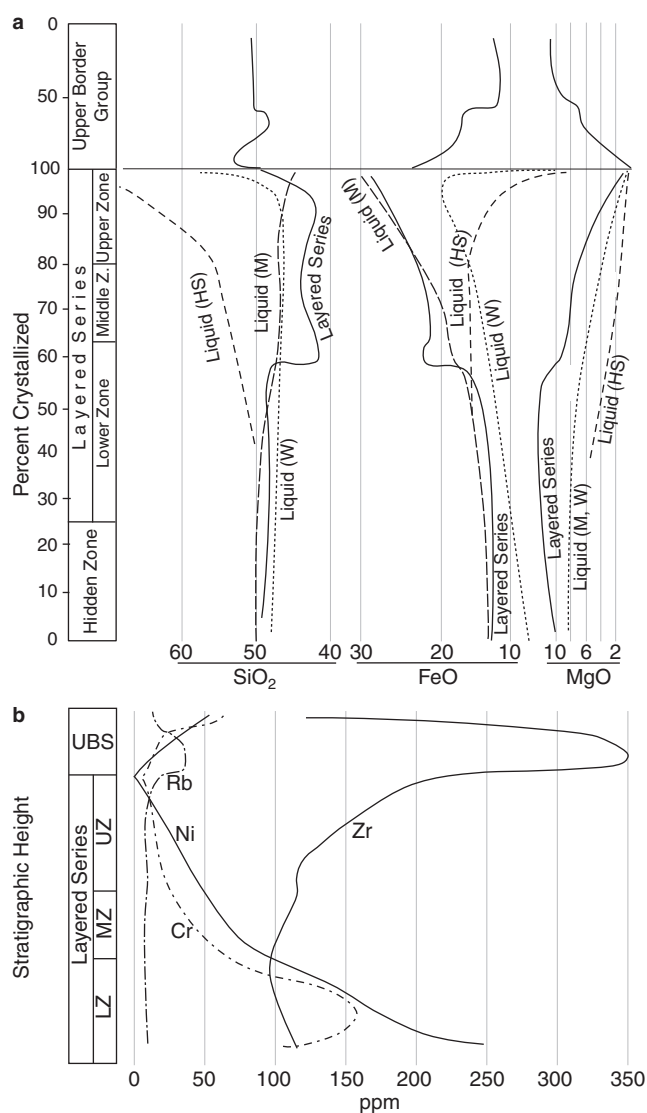 a
0
50
100
90
80
70
60
50
40
30
20
10
0
Percent Crystallized
Upper Border
Group
Layered Series
Upper Zone
Middle Z.
Lower Zone
Hidden Zone
Liquid (HS)
Liquid (M)
Layered Series
Liquid (W)
Liquid (M)
Liquid (HS)
Liquid (W)
Layered Series
Liquid (HS)
Layered Series
Liquid (M, W)
60 50 40 30 20 10 10 6 2
SiO₂ FeO MgO
b
Stratigraphic Height
UBS
Layered Series
UZ
MZ
LZ
Rb
Ni
Zr
Cr
0 50 100 150 200 250 300 350
ppm